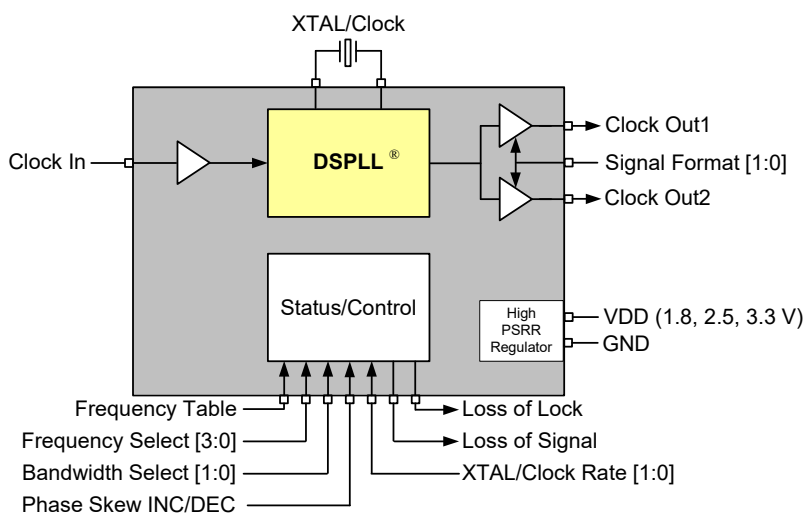 XTAL/Clock
Clock In
DSPLL ®
Clock Out1
Signal Format [1:0]
Clock Out2
Status/Control
High
PSRR
Regulator
VDD (1.8, 2.5, 3.3 V)
GND
Frequency Table
Loss of Lock
Frequency Select [3:0]
Loss of Signal
Bandwidth Select [1:0]
XTAL/Clock Rate [1:0]
Phase Skew INC/DEC